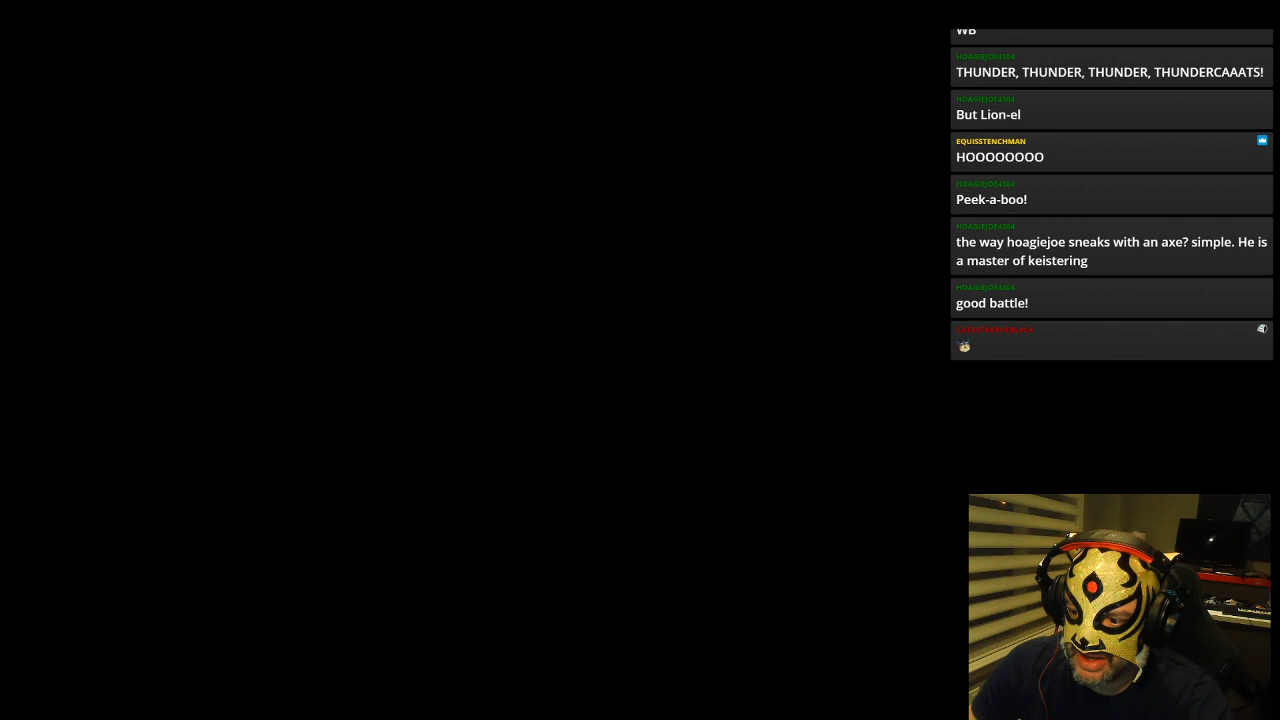 WB
HOAGIEJOE4304
THUNDER, THUNDER, THUNDER, THUNDERCAAATS!
HOAGIEJOE4304
But Lion-el
EQUISSTENCHMAN
HOOOOOOOO
HOAGIEJOE4304
Peek-a-boo!
HOAGIEJOE4304
the way hoagiejoe sneaks with an axe? simple. He is
a master of keistering
HOAGIEJOE4304
good battle!
CATASTROPHEBLACK